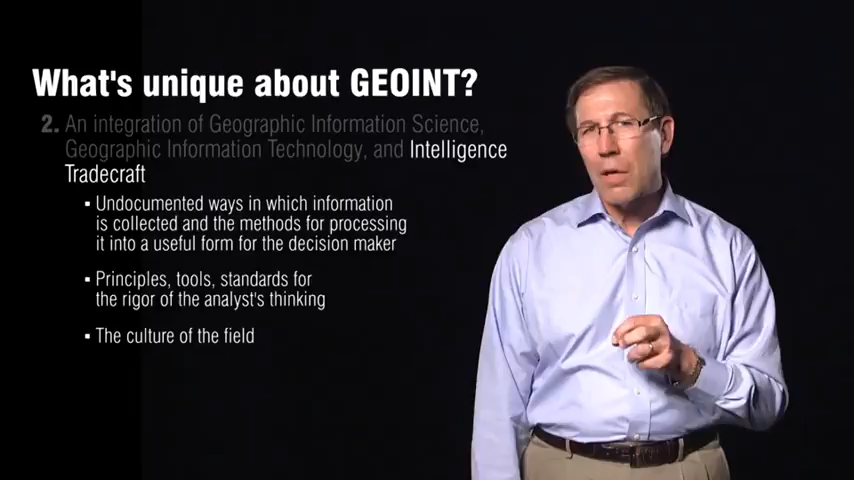 What's unique about GEOINT?
2. An integration of Geographic Information Science,
Geographic Information Technology, and Intelligence
Tradecraft
▪ Undocumented ways in which information
is collected and the methods for processing
it into a useful form for the decision maker
▪ Principles, tools, standards for
the rigor of the analyst's thinking
▪ The culture of the field